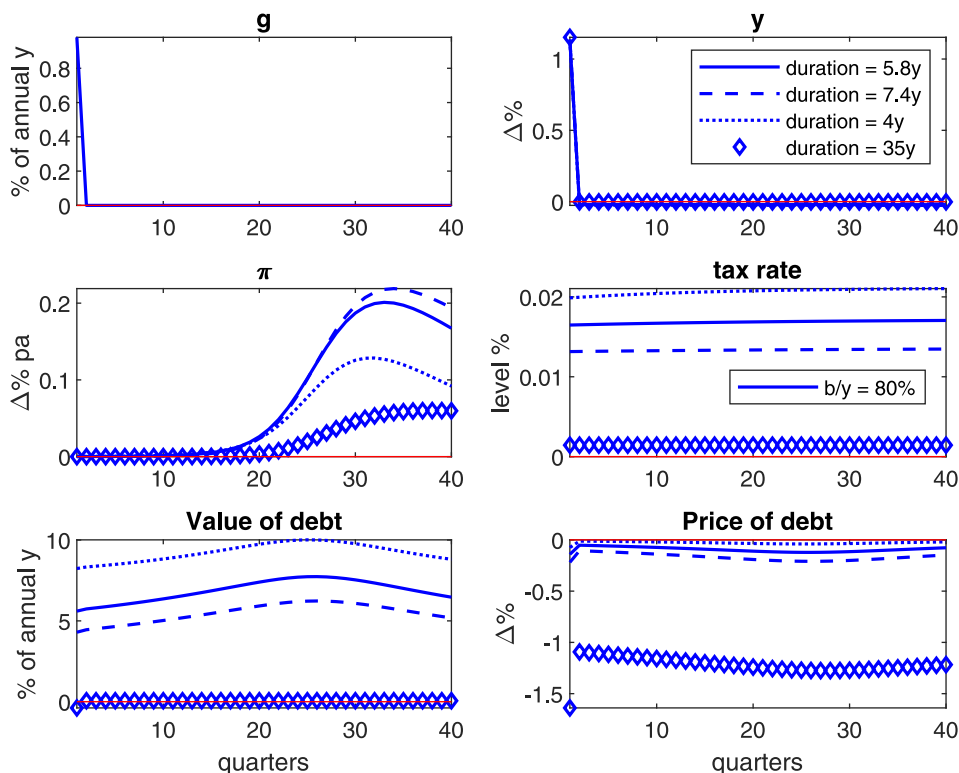 g
% of annual y
0.8
0.6
0.4
0.2
0
10
20
30
40
y
Δ%
1
0.5
0
10
20
30
40
duration = 5.8y
duration = 7.4y
duration = 4y
duration = 35y
π
Δ% pa
0.2
0.1
0
10
20
30
40
tax rate
level %
0.02
0.01
0
10
20
30
40
b/y = 80%
Value of debt
% of annual y
10
5
0
10
20
30
40
quarters
Price of debt
Δ%
0
-0.5
-1
-1.5
10
20
30
40
quarters